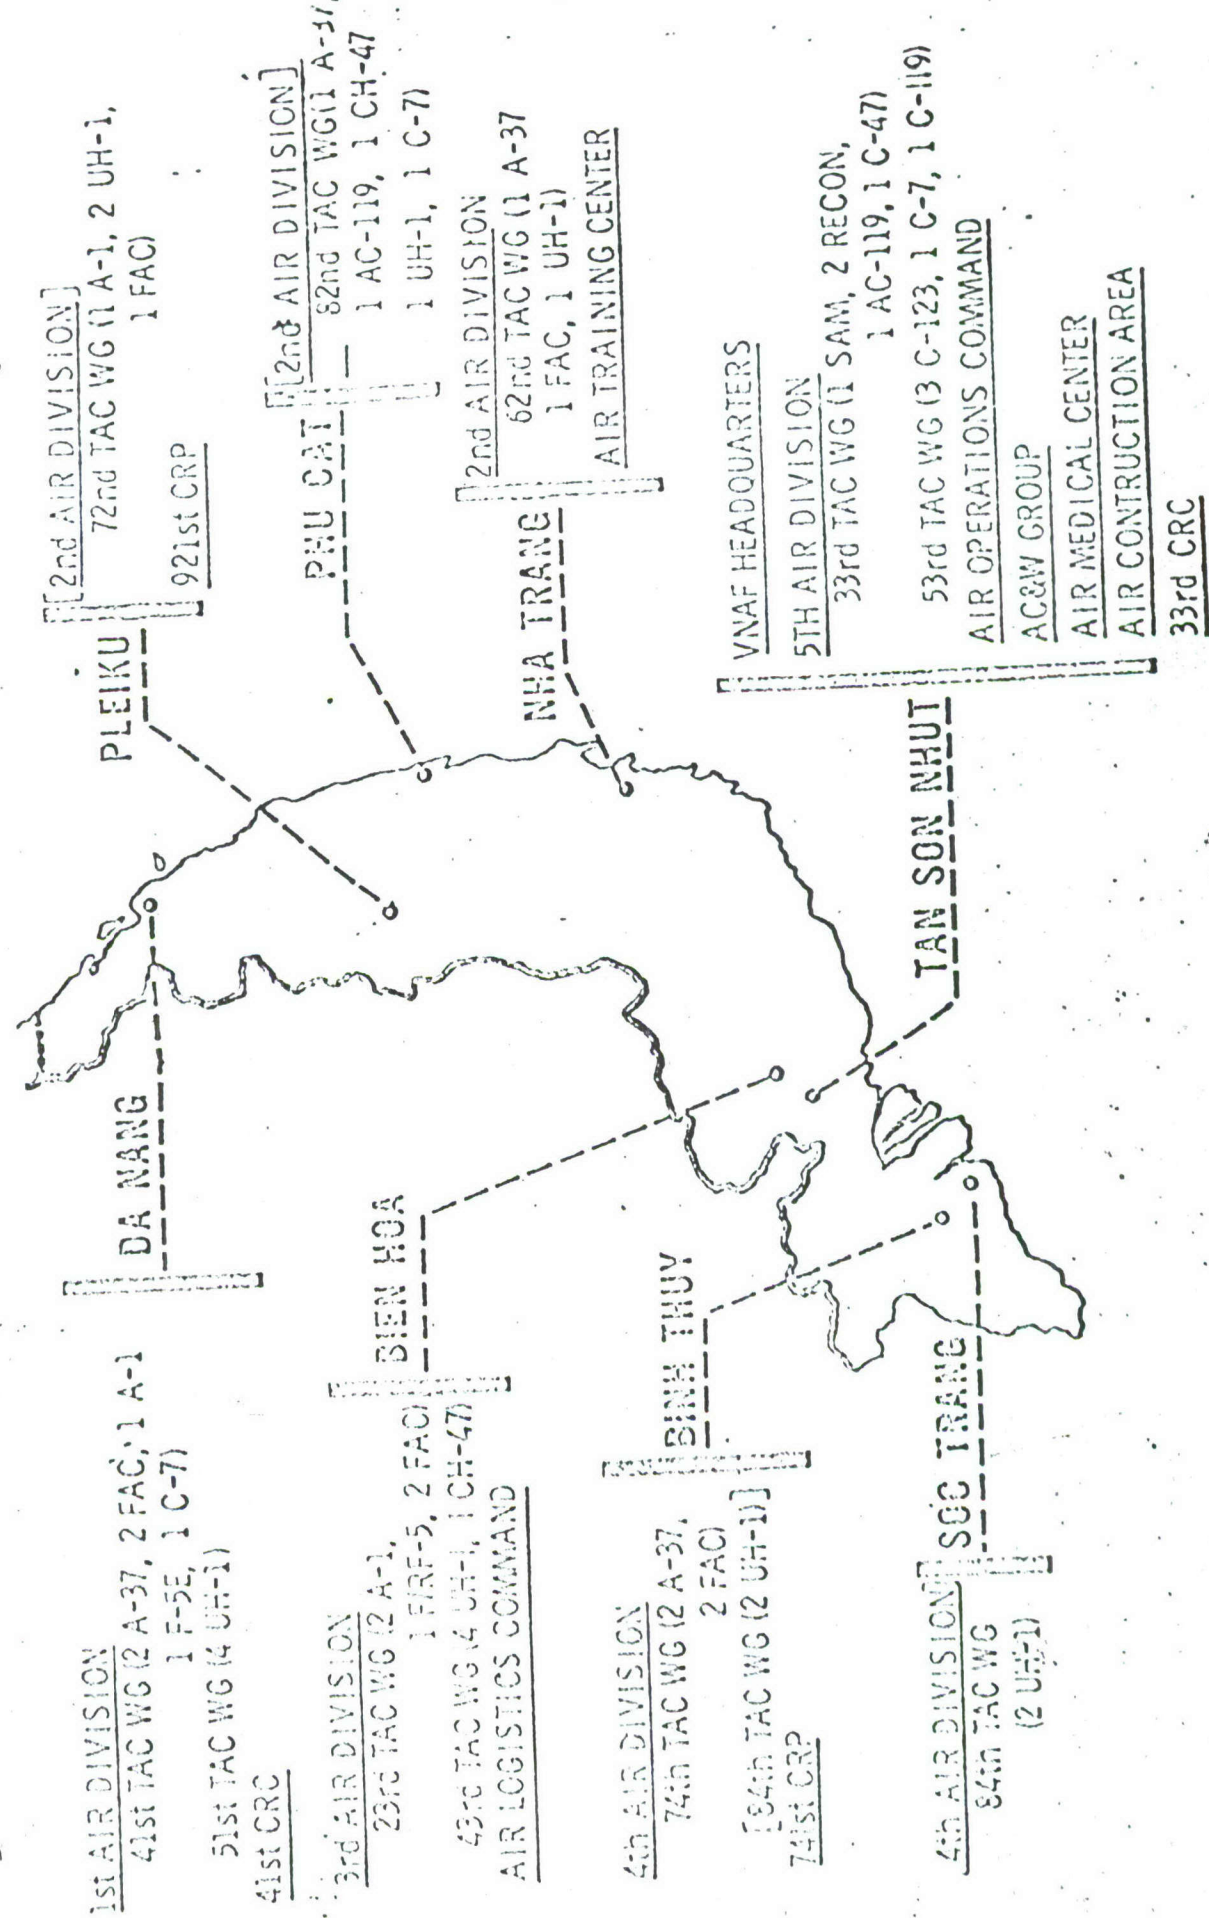 1st AIR DIVISION
41st TAC WG (2 A-37, 2 FAC, 1 A-1
1 F-5E, 1 C-7)
51st TAC WG (4 UH-1)
41st CRC
DA NANG
3rd AIR DIVISION
23rd TAC WG (2 A-1,
1 F/RF-5, 2 FAC)
43rd TAC WG (4 UH-1, 1 CH-47)
AIR LOGISTICS COMMAND
BIEN HOA
4th AIR DIVISION
74th TAC WG (2 A-37,
2 FAC)
[84th TAC WG (2 UH-1)]
741st CRP
BINH THUY
4th AIR DIVISION]
84th TAC WG
(2 UH-1)
SOC TRANG
PLEIKU
[2nd AIR DIVISION]
72nd TAC WG (1 A-1, 2 UH-1,
1 FAC)
921st CRP
PHU CAT
[2nd AIR DIVISION]
82nd TAC WG (1 A-37,
1 AC-119, 1 CH-47
1 UH-1, 1 C-7)
NHA TRANG
2nd AIR DIVISION
62nd TAC WG (1 A-37
1 FAC, 1 UH-1)
AIR TRAINING CENTER
TAN SON NHUT
VNAF HEADQUARTERS
5TH AIR DIVISION
33rd TAC WG (1 SAM, 2 RECON,
1 AC-119, 1 C-47)
53rd TAC WG (3 C-123, 1 C-7, 1 C-119)
AIR OPERATIONS COMMAND
AC&W GROUP
AIR MEDICAL CENTER
AIR CONTRUCTION AREA
33rd CRC